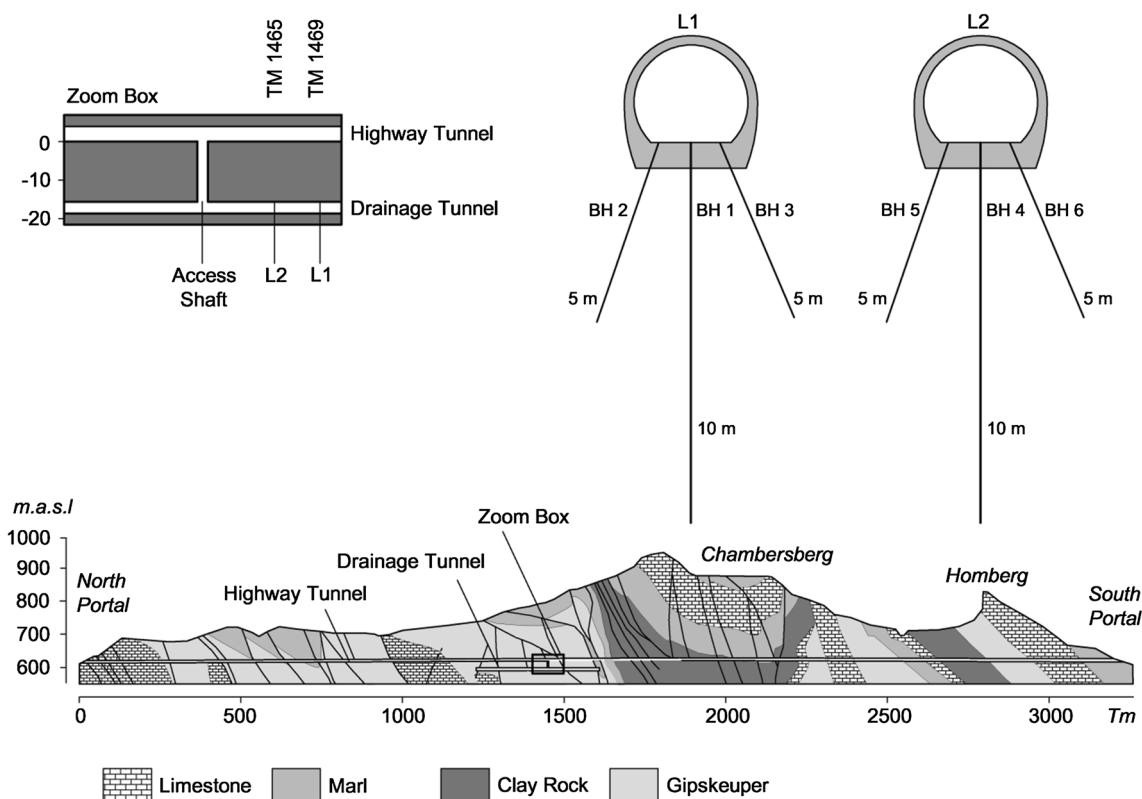 TM 1465
TM 1469
Zoom Box
0
-10
-20
Highway Tunnel
Drainage Tunnel
Access
Shaft
L2
L1
L1
BH 2
BH 1
BH 3
5 m
5 m
10 m
L2
BH 5
BH 4
BH 6
5 m
5 m
10 m
m.a.s.l
1000
900
800
700
600
North
Portal
Highway Tunnel
Drainage Tunnel
Zoom Box
Chambersberg
Homberg
South
Portal
0
500
1000
1500
2000
2500
3000
Tm
Limestone
Marl
Clay Rock
Gipskeuper